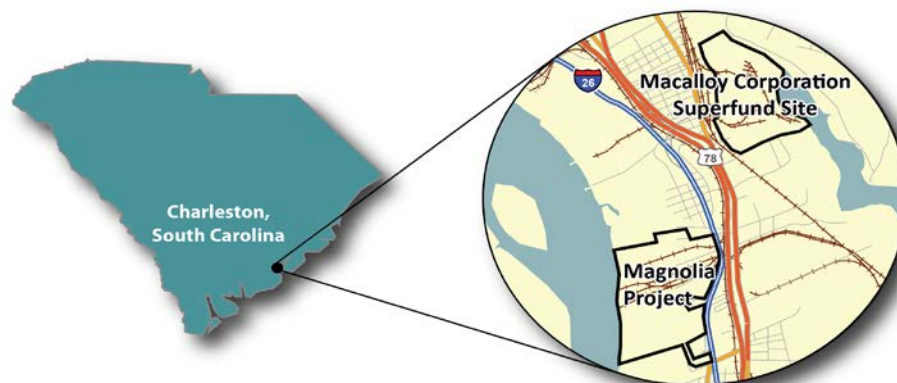 Charleston,
South Carolina
26
Macalloy Corporation
Superfund Site
78
Magnolia
Project